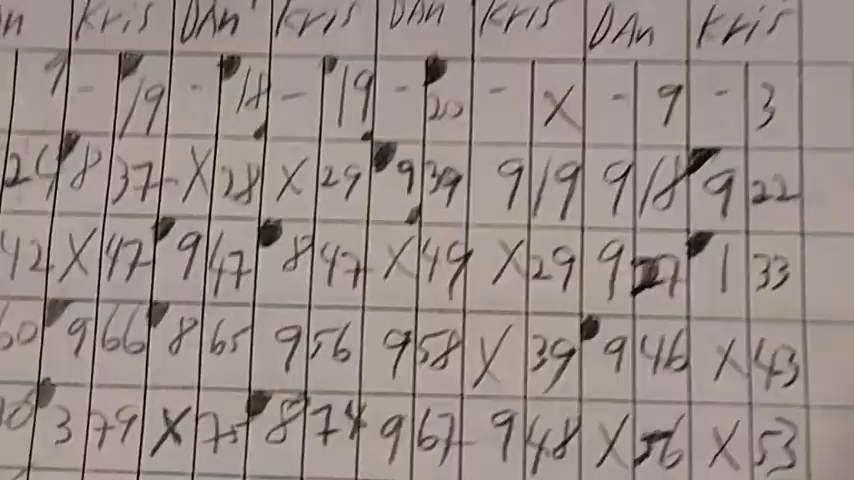 Kris DAn Kris DAn Kris DAn Kris
9 - 19 - 18 - 19 - 20 - X - 9 - 3
24 8 37 X 28 X 29 9 39 9 19 9 18 9 22
42 X 47 9 47 8 47 X 49 X 29 9 27 1 33
60 9 66 8 65 9 56 9 58 X 39 9 46 X 43
3 79 X 75 8 74 9 67 9 48 X 56 X 53